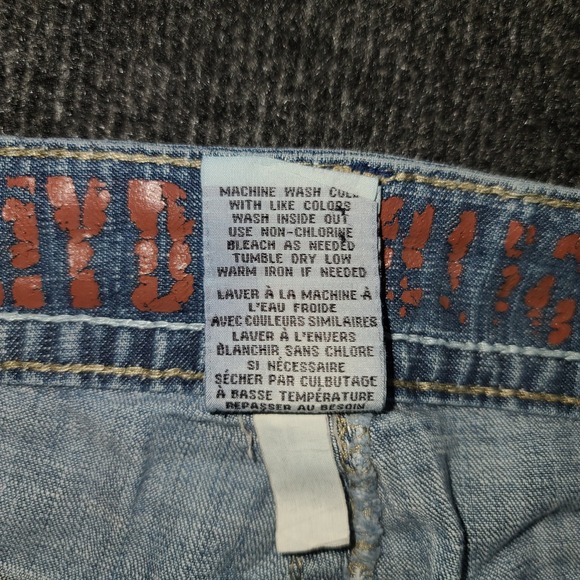 MACHINE WASH COLD
WITH LIKE COLORS
WASH INSIDE OUT
USE NON-CHLORINE
BLEACH AS NEEDED
TUMBLE DRY LOW
WARM IRON IF NEEDED
LAVER À LA MACHINE À
L'EAU FROIDE
AVEC COULEURS SIMILAIRES
LAVER À L'ENVERS
BLANCHIR SANS CHLORE
SI NÉCESSAIRE
SÉCHER PAR CULBUTAGE
À BASSE TEMPÉRATURE
REPASSER AU BESOIN